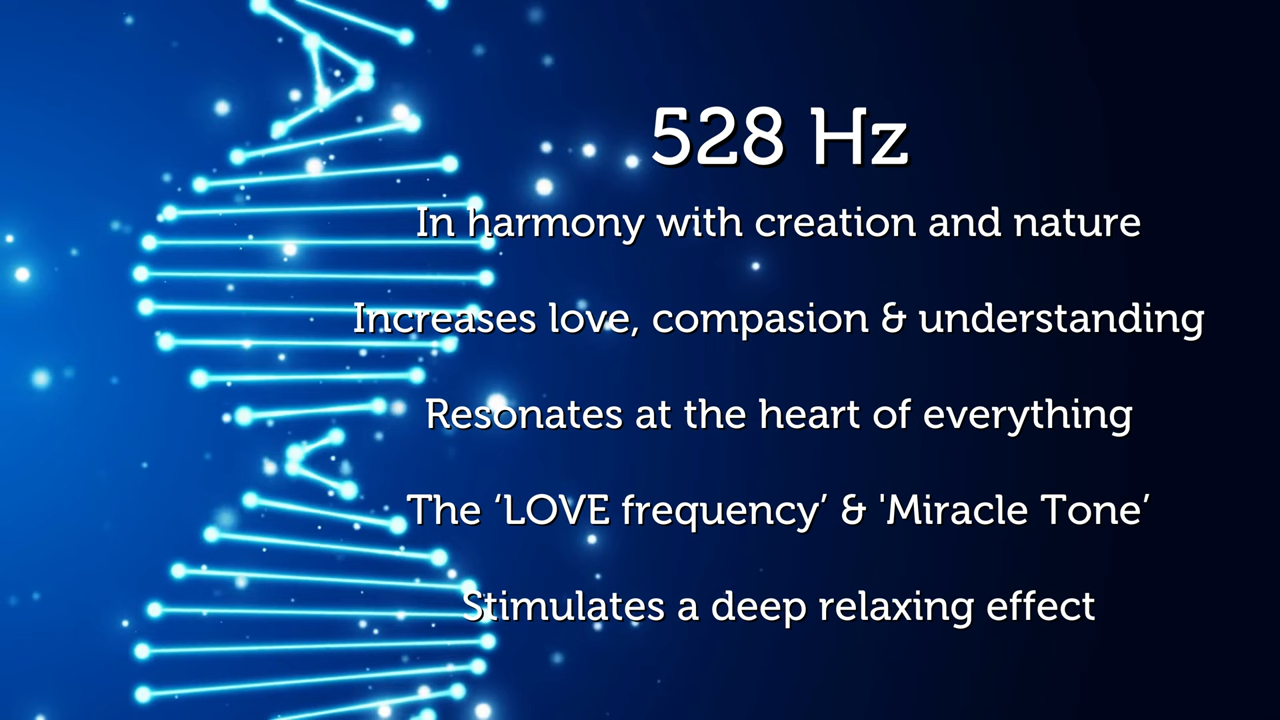 528 Hz
In harmony with creation and nature
Increases love, compasion & understanding
Resonates at the heart of everything
The ‘LOVE frequency’ & 'Miracle Tone’
Stimulates a deep relaxing effect